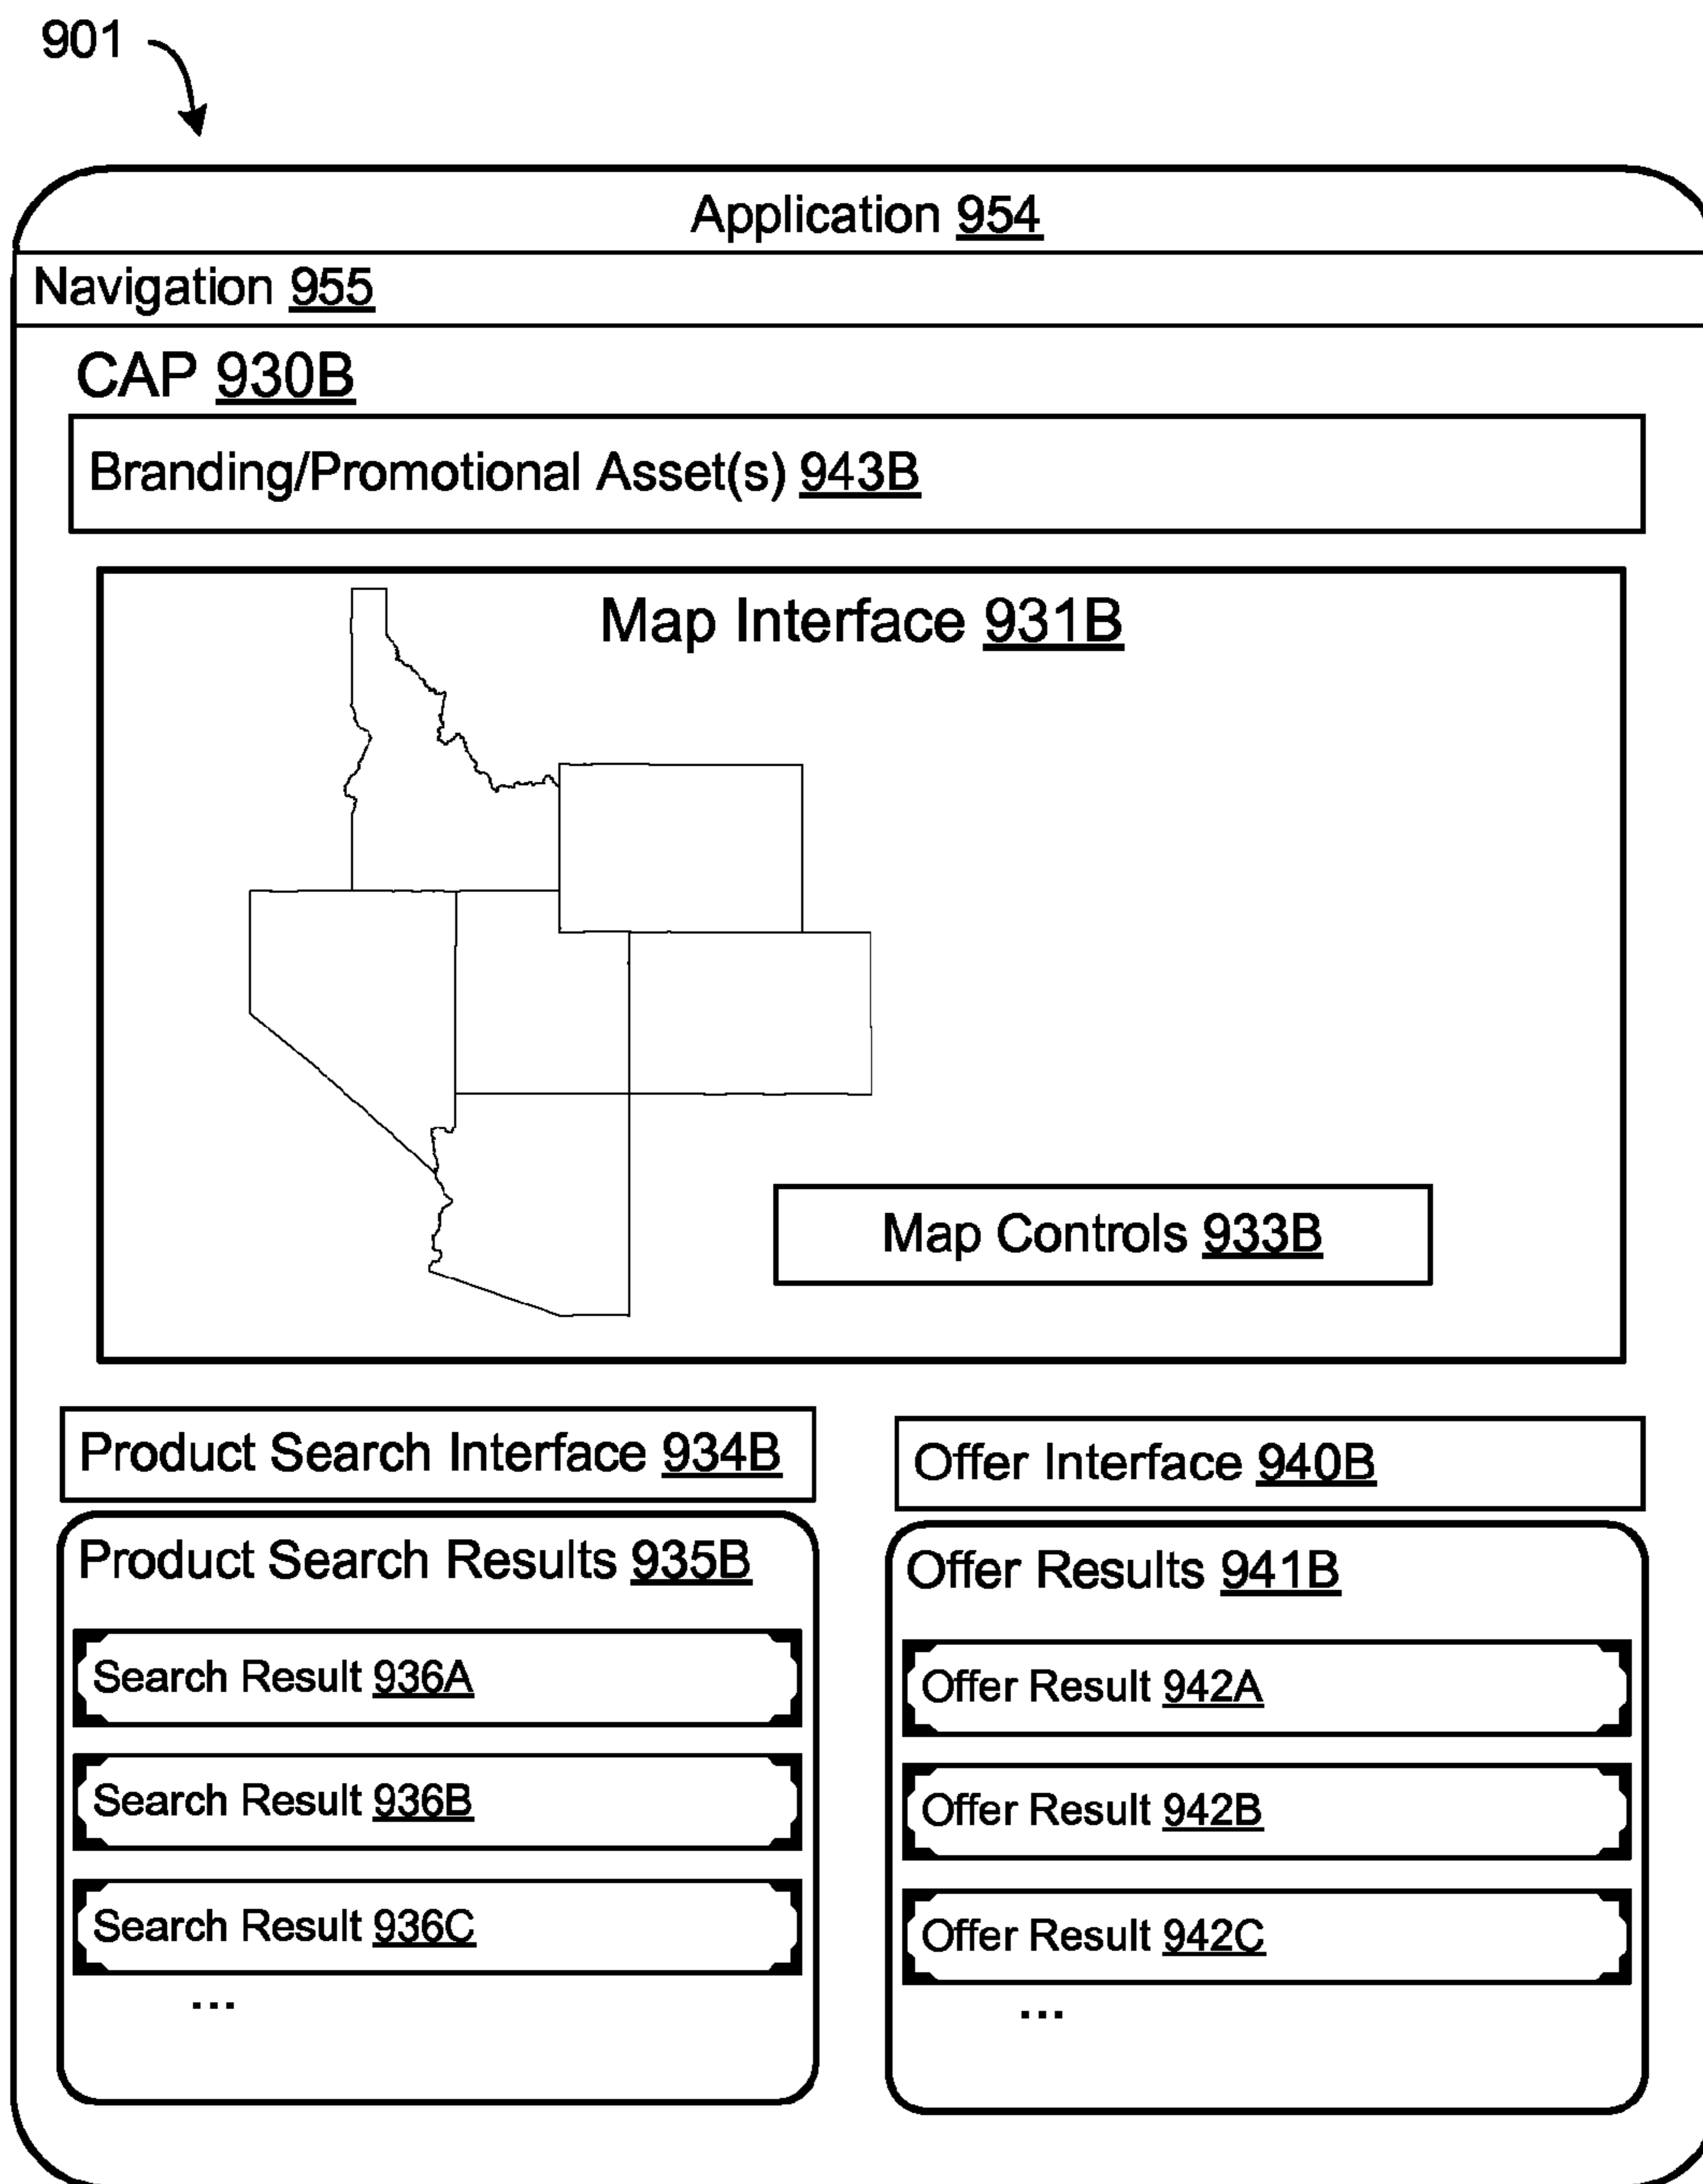 901
Application 954
Navigation 955
CAP 930B
Branding/Promotional Asset(s) 943B
Map Interface 931B
Map Controls 933B
Product Search Interface 934B
Product Search Results 935B
Search Result 936A
Search Result 936B
Search Result 936C
...
Offer Interface 940B
Offer Results 941B
Offer Result 942A
Offer Result 942B
Offer Result 942C
...